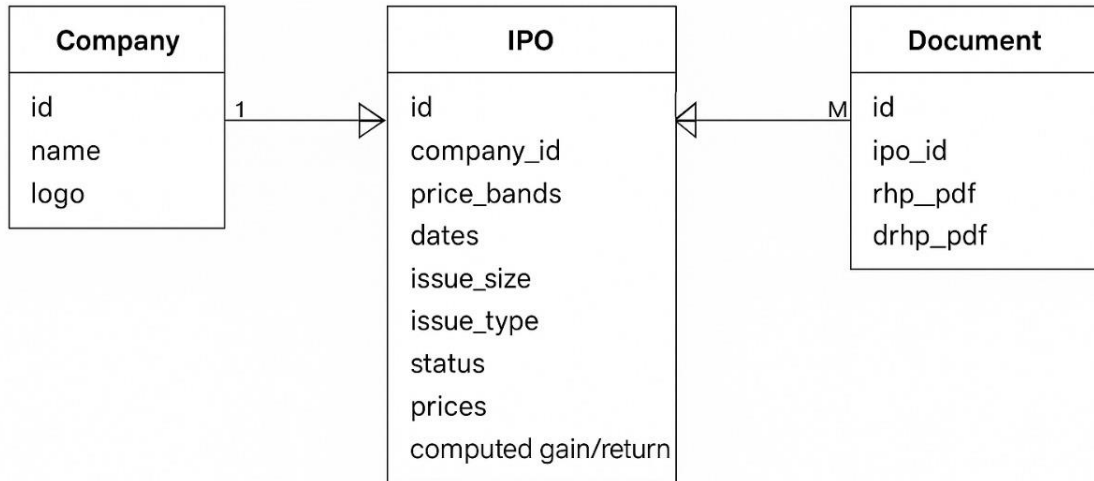 Company
id
name
logo
1
IPO
id
company_id
price_bands
dates
issue_size
issue_type
status
prices
computed gain/return
M
Document
id
ipo_id
rhp_pdf
drhp_pdf